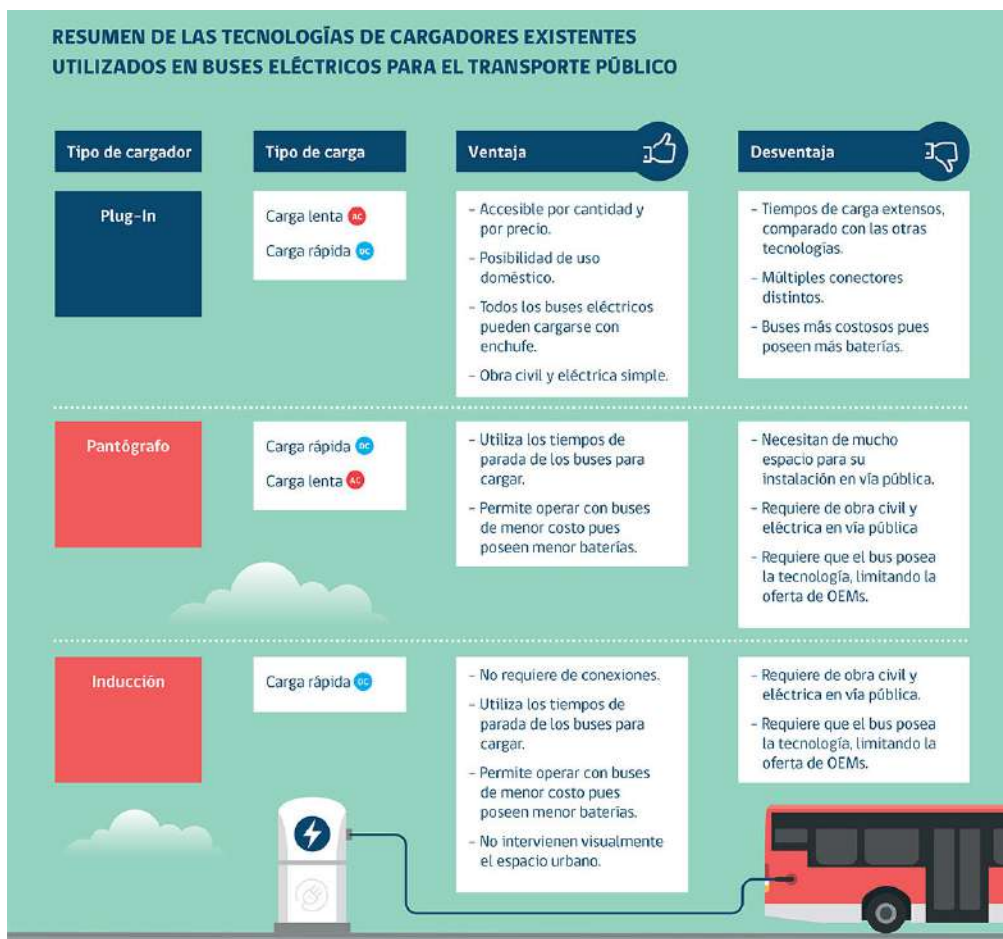 RESUMEN DE LAS TECNOLOGÍAS DE CARGADORES EXISTENTES
UTILIZADOS EN BUSES ELÉCTRICOS PARA EL TRANSPORTE PÚBLICO
Tipo de cargador
Tipo de carga
Ventaja
Desventaja
Plug-In
Carga lenta AC
Carga rápida DC
- Accesible por cantidad y
por precio.
- Posibilidad de uso
doméstico.
- Todos los buses eléctricos
pueden cargarse con
enchufe.
- Obra civil y eléctrica simple.
- Tiempos de carga extensos,
comparado con las otras
tecnologías.
- Múltiples conectores
distintos.
- Buses más costosos pues
poseen más baterías.
Pantógrafo
Carga rápida DC
Carga lenta AC
- Utiliza los tiempos de
parada de los buses para
cargar.
- Permite operar con buses
de menor costo pues
poseen menor baterías.
- Necesitan de mucho
espacio para su
instalación en vía pública.
- Requiere de obra civil y
eléctrica en vía pública
- Requiere que el bus posea
la tecnología, limitando la
oferta de OEMs.
Inducción
Carga rápida DC
- No requiere de conexiones.
- Utiliza los tiempos de
parada de los buses para
cargar.
- Permite operar con buses
de menor costo pues
poseen menor baterías.
- No intervienen visualmente
el espacio urbano.
- Requiere de obra civil y
eléctrica en vía pública.
- Requiere que el bus posea
la tecnología, limitando la
oferta de OEMs.